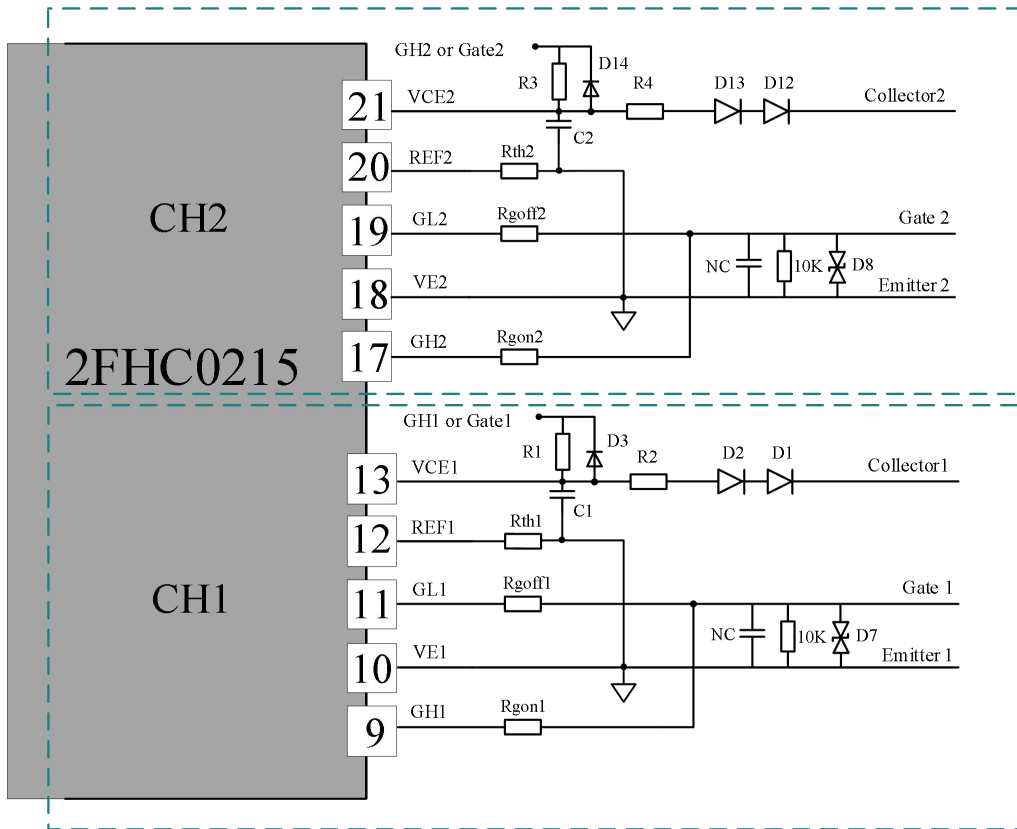 GH2 or Gate2
D14
R3
R4
D13
D12
21
VCE2
Collector2
C2
20
REF2
Rth2
CH2
19
GL2
Rgoff2
Gate 2
NC
10K
D8
18
VE2
Emitter 2
17
GH2
Rgon2
2FHC0215
GH1 or Gate1
D3
R1
R2
D2
D1
13
VCE1
Collector1
C1
12
REF1
Rth1
CH1
11
GL1
Rgoff1
Gate 1
NC
10K
D7
10
VE1
Emitter 1
9
GH1
Rgon1